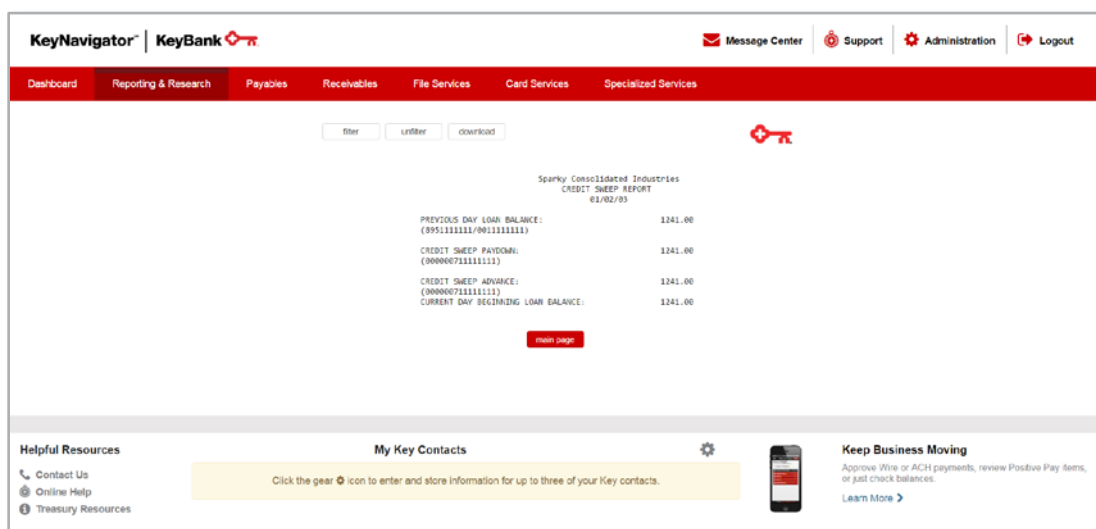 KeyNavigator™ | KeyBank
Message Center
Support
Administration
Logout
Dashboard
Reporting & Research
Payables
Receivables
File Services
Card Services
Specialized Services
filter
unfilter
download
Sparky Consolidated Industries
CREDIT SWEEP REPORT
01/02/03
PREVIOUS DAY LOAN BALANCE: 1241.00
(8951111111/0011111111)
CREDIT SWEEP PAYDOWN: 1241.00
(000000711111111)
CREDIT SWEEP ADVANCE: 1241.00
(000000711111111)
CURRENT DAY BEGINNING LOAN BALANCE: 1241.00
main page
Helpful Resources
Contact Us
Online Help
Treasury Resources
My Key Contacts
Click the gear icon to enter and store information for up to three of your Key contacts.
Keep Business Moving
Approve Wire or ACH payments, review Positive Pay items,
or just check balances.
Learn More